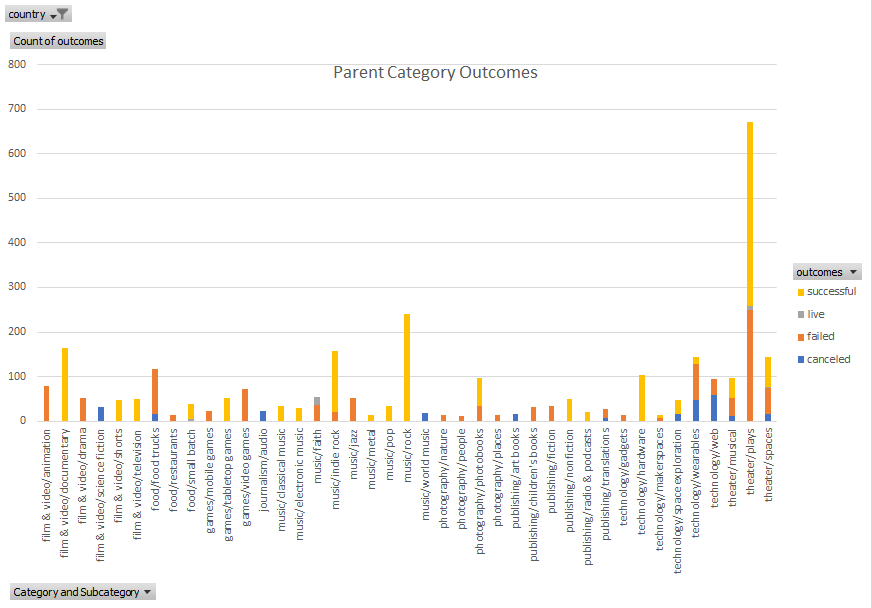 country
Count of outcomes
Parent Category Outcomes
800
700
600
500
400
300
200
100
0
film & video/animation
film & video/documentary
film & video/drama
film & video/science fiction
film & video/shorts
film & video/television
food/food trucks
food/restaurants
food/small batch
games/mobile games
games/tabletop games
games/video games
journalism/audio
music/classical music
music/electronic music
music/faith
music/indie rock
music/jazz
music/metal
music/pop
music/rock
music/world music
photography/nature
photography/people
photography/photobooks
photography/places
publishing/art books
publishing/children's books
publishing/fiction
publishing/nonfiction
publishing/radio & podcasts
publishing/translations
technology/gadgets
technology/hardware
technology/makerspaces
technology/space exploration
technology/wearables
technology/web
theater/musical
theater/plays
theater/spaces
outcomes
successful
live
failed
canceled
Category and Subcategory